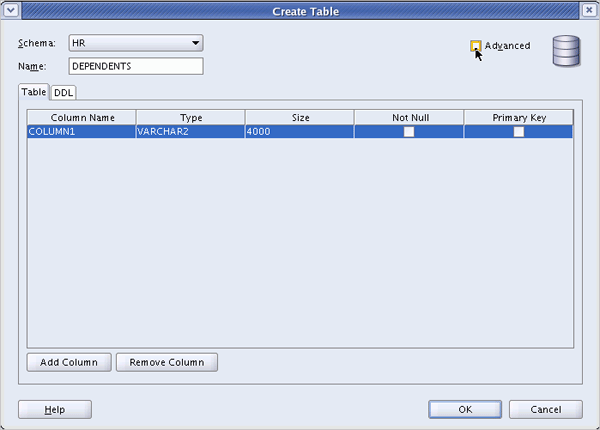 Create Table
Schema: HR
Advanced
Name: DEPENDENTS
Table DDL
Column Name Type Size Not Null Primary Key
COLUMN1 VARCHAR2 4000
Add Column Remove Column
Help OK Cancel